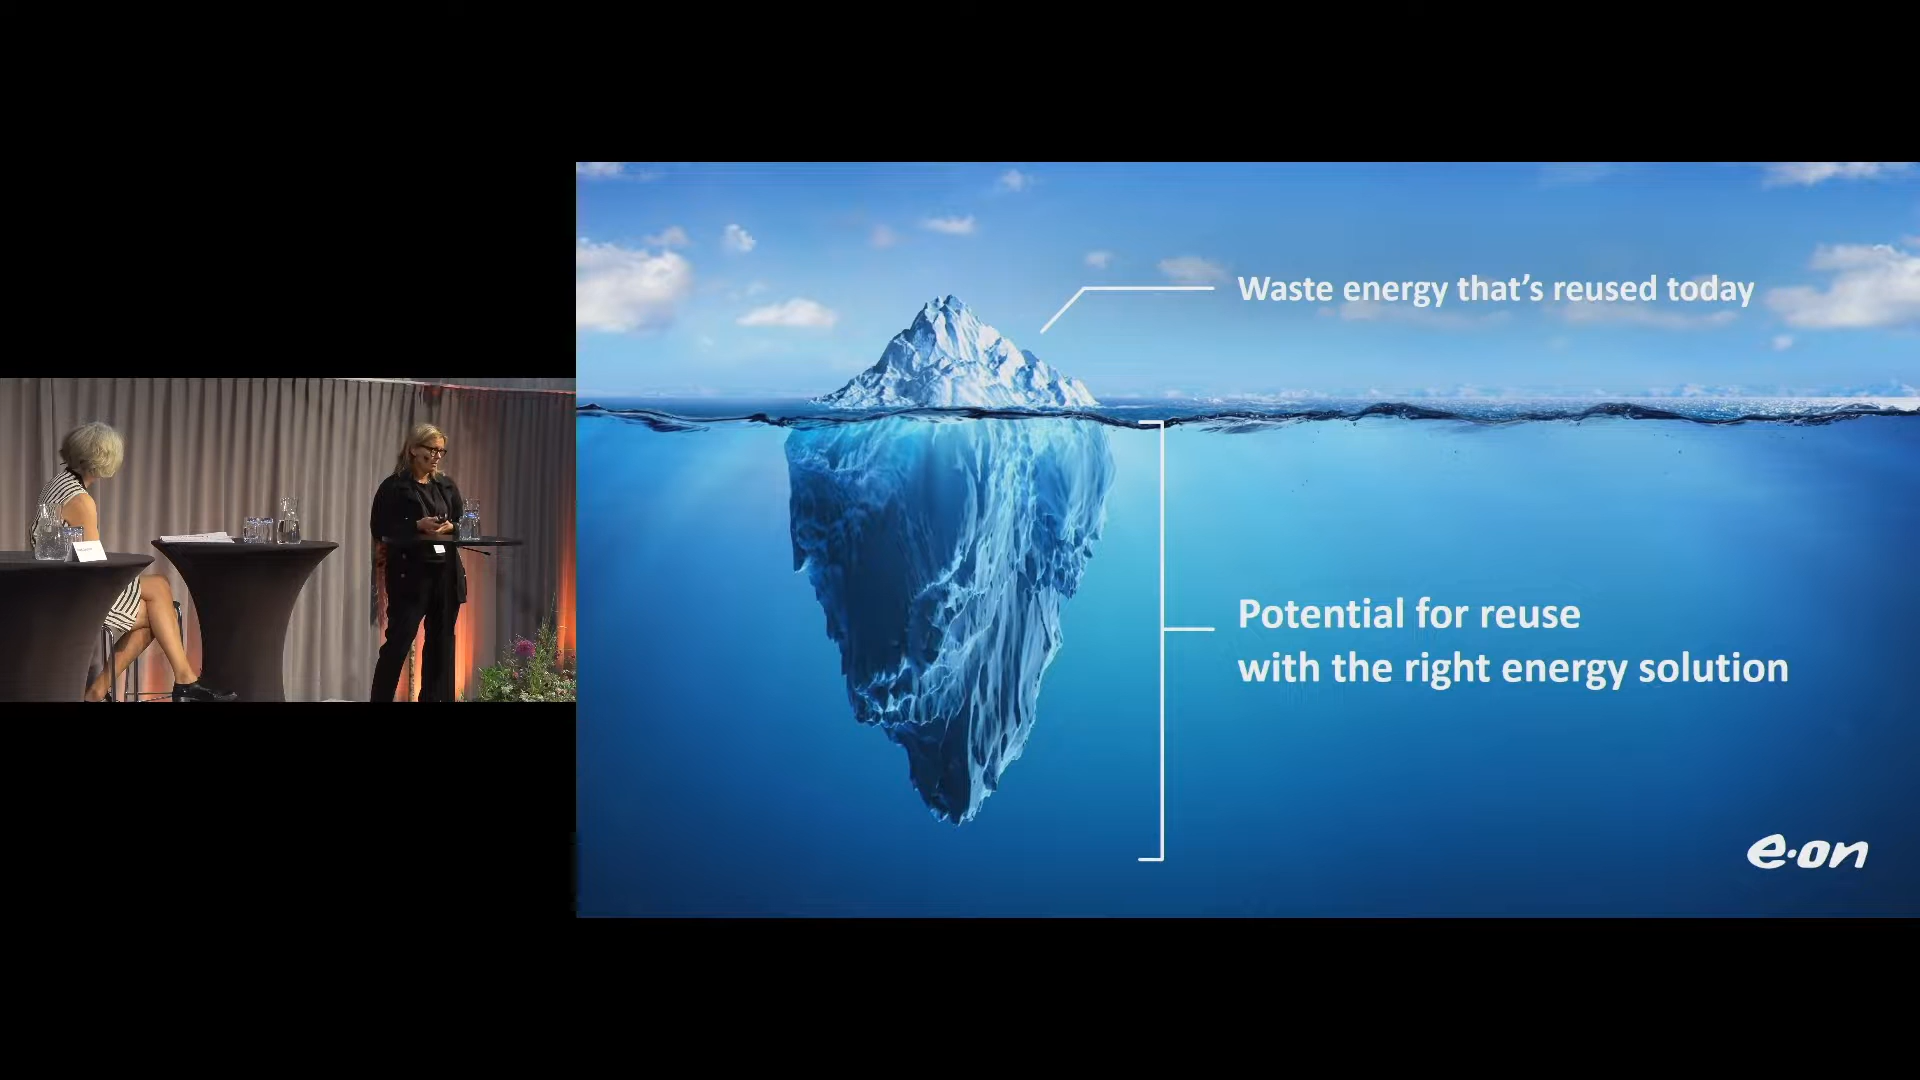 Waste energy that’s reused today
Potential for reuse
with the right energy solution
e·on